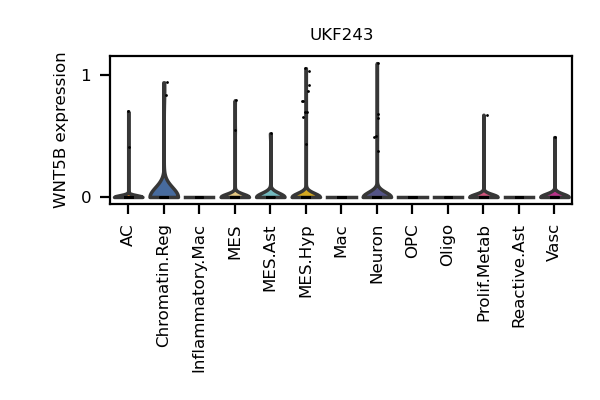 UKF243
WNT5B expression
1
0
AC
Chromatin.Reg
Inflammatory.Mac
MES
MES.Ast
MES.Hyp
Mac
Neuron
OPC
Oligo
Prolif.Metab
Reactive.Ast
Vasc